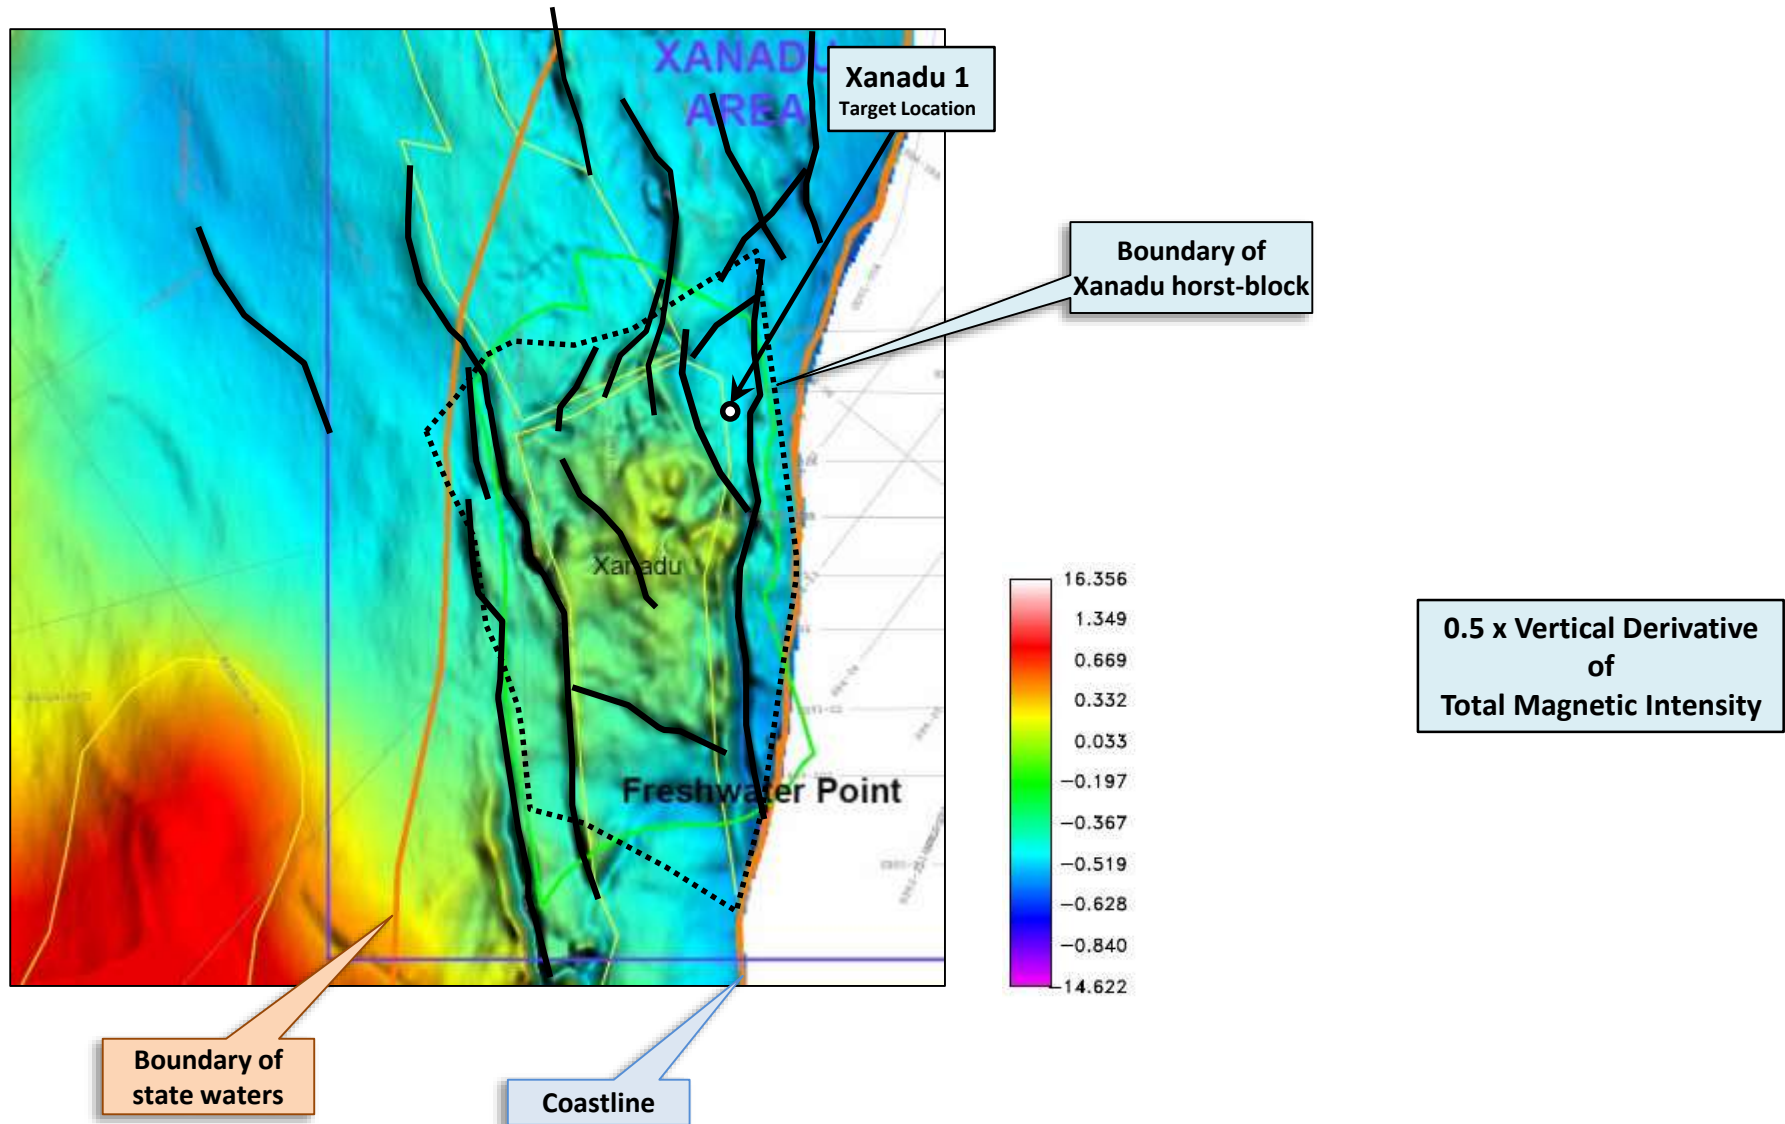 XANADU
AREA
Xanadu 1
Target Location
Boundary of
Xanadu horst-block
Xanadu
Freshwater Point
16.356
1.349
0.669
0.332
0.033
−0.197
−0.367
−0.519
−0.628
−0.840
−14.622
0.5 x Vertical Derivative
of
Total Magnetic Intensity
Boundary of
state waters
Coastline